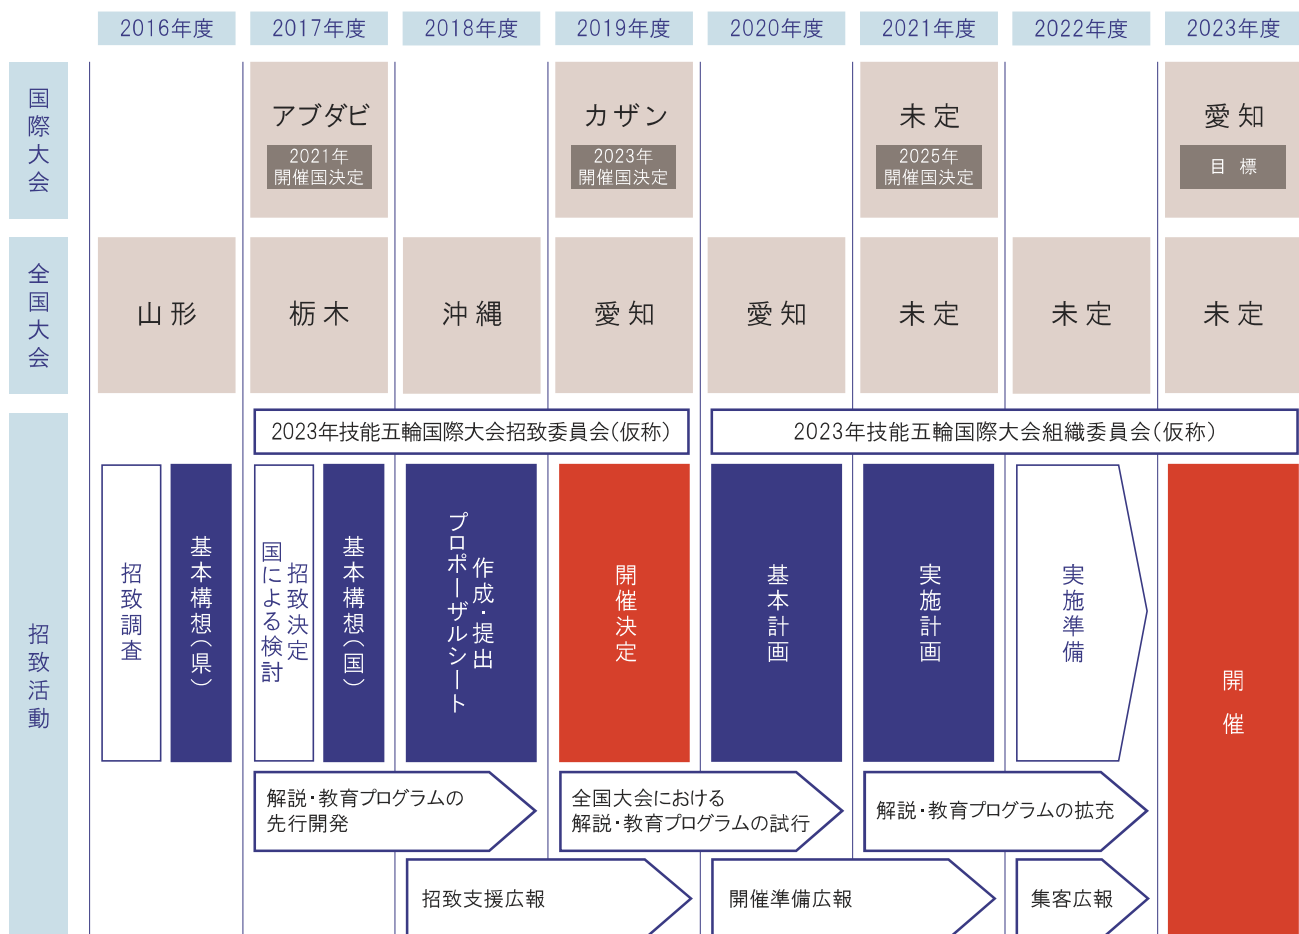 2016年度
2017年度
2018年度
2019年度
2020年度
2021年度
2022年度
2023年度
国際大会
アブダビ
2021年
開催国決定
カザン
2023年
開催国決定
未定
2025年
開催国決定
愛知
目標
全国大会
山形
栃木
沖縄
愛知
愛知
未定
未定
未定
招致活動
2023年技能五輪国際大会招致委員会(仮称)
2023年技能五輪国際大会組織委員会(仮称)
招致調査
基本構想(県)
招致決定
国による検討
基本構想(国)
作成・提出
プロポーザルシート
開催決定
基本計画
実施計画
実施準備
開催
解説・教育プログラムの
先行開発
全国大会における
解説・教育プログラムの試行
解説・教育プログラムの拡充
招致支援広報
開催準備広報
集客広報